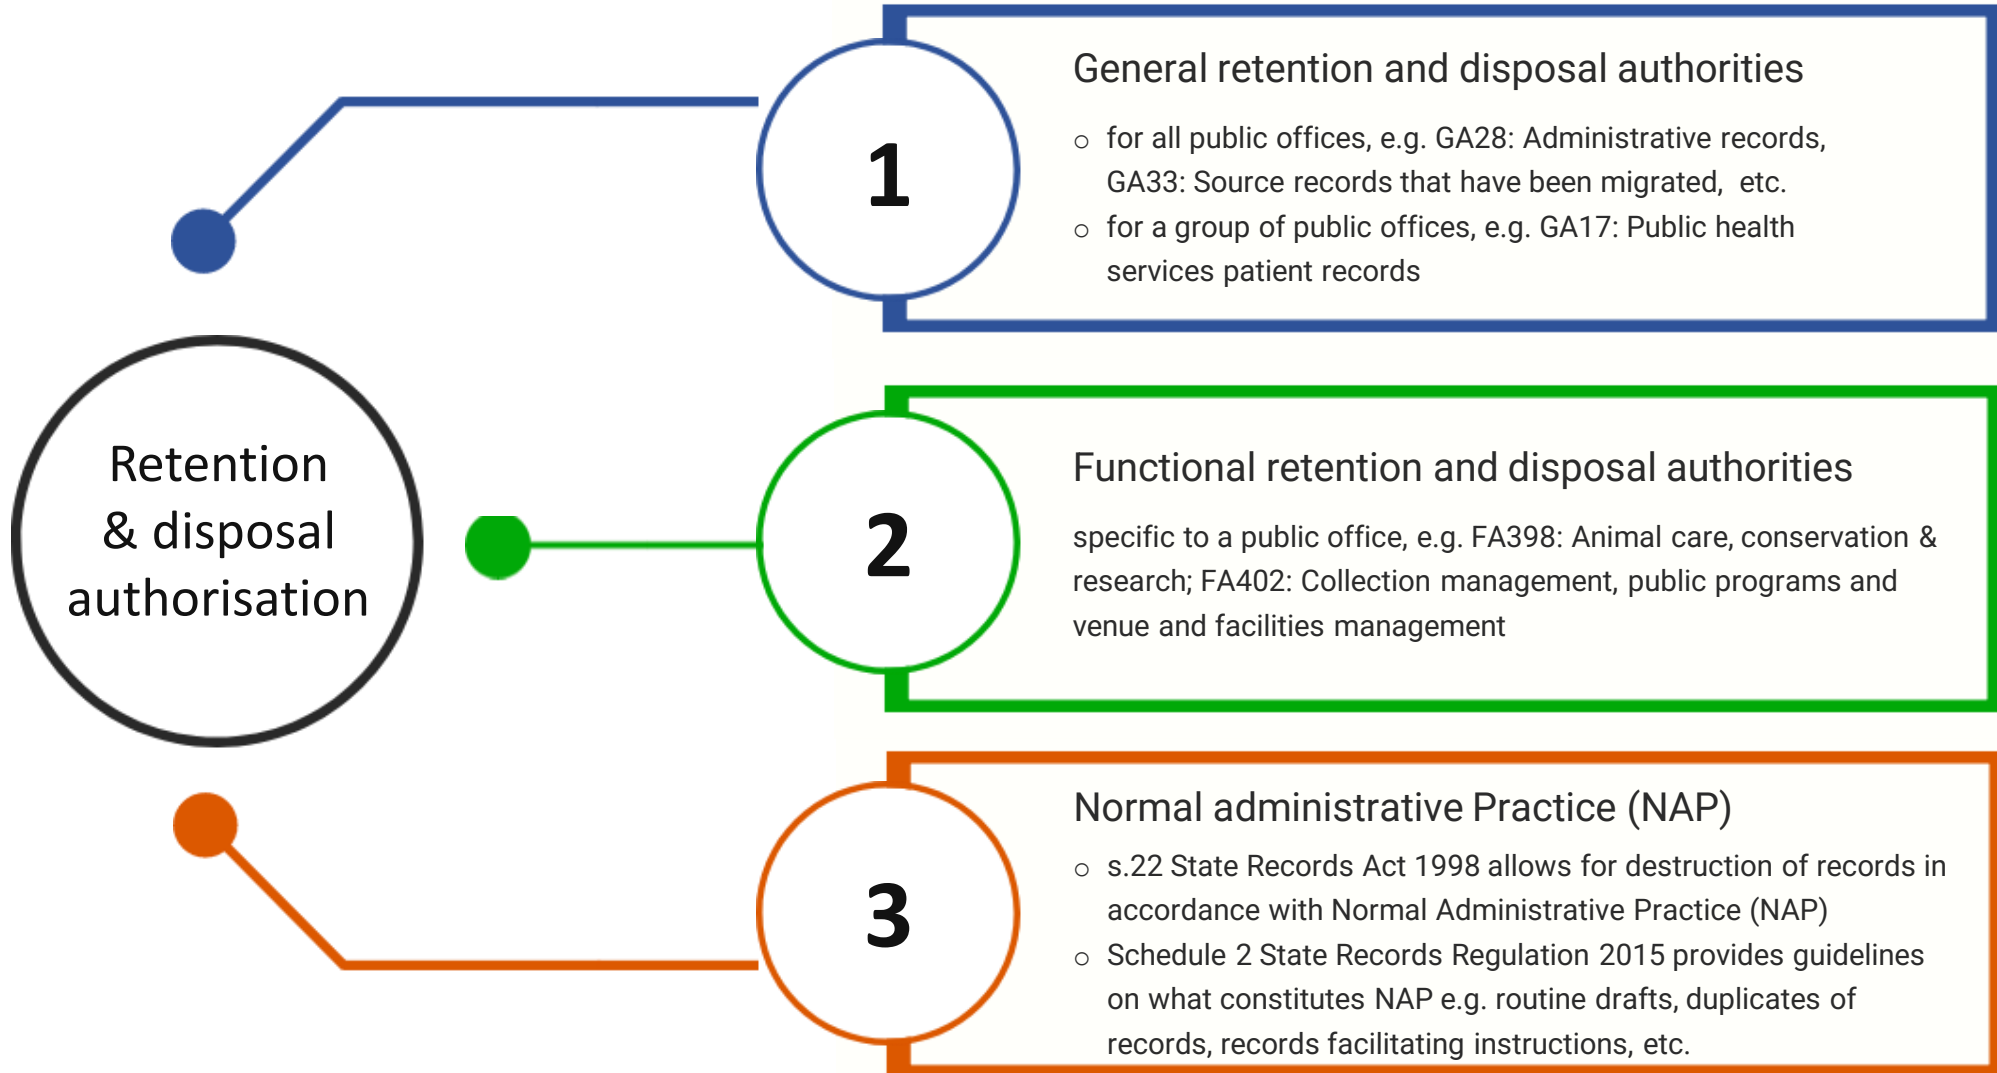 Retention
& disposal
authorisation
1
General retention and disposal authorities
○ for all public offices, e.g. GA28: Administrative records,
GA33: Source records that have been migrated,  etc.
○ for a group of public offices, e.g. GA17: Public health
services patient records
2
Functional retention and disposal authorities
specific to a public office, e.g. FA398: Animal care, conservation &
research; FA402: Collection management, public programs and
venue and facilities management
3
Normal administrative Practice (NAP)
○ s.22 State Records Act 1998 allows for destruction of records in
accordance with Normal Administrative Practice (NAP)
○ Schedule 2 State Records Regulation 2015 provides guidelines
on what constitutes NAP e.g. routine drafts, duplicates of
records, records facilitating instructions, etc.